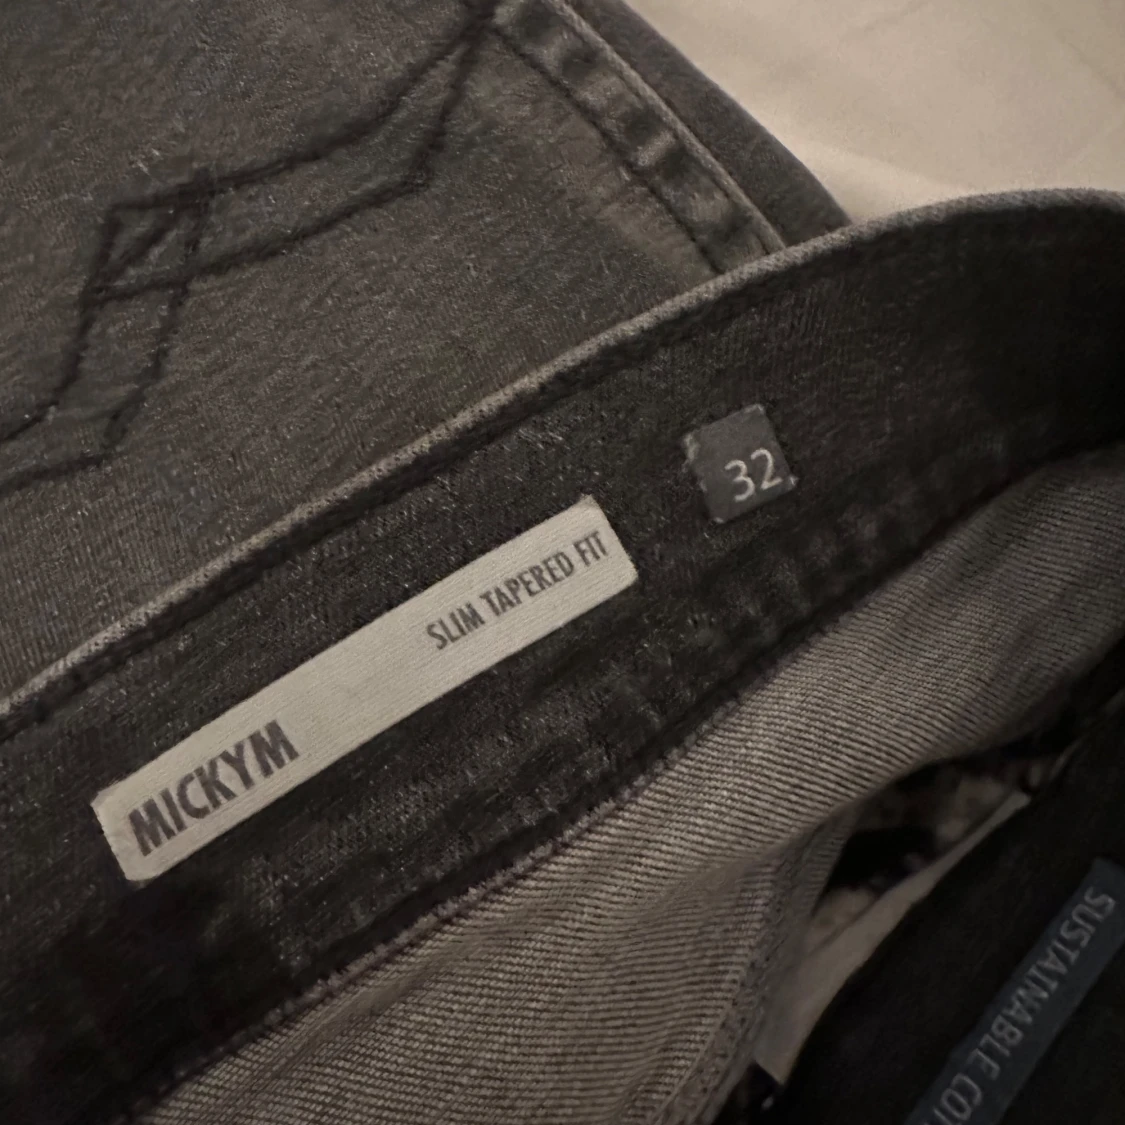 32
SLIM TAPERED FIT
MICKYM
SUSTAINABLE